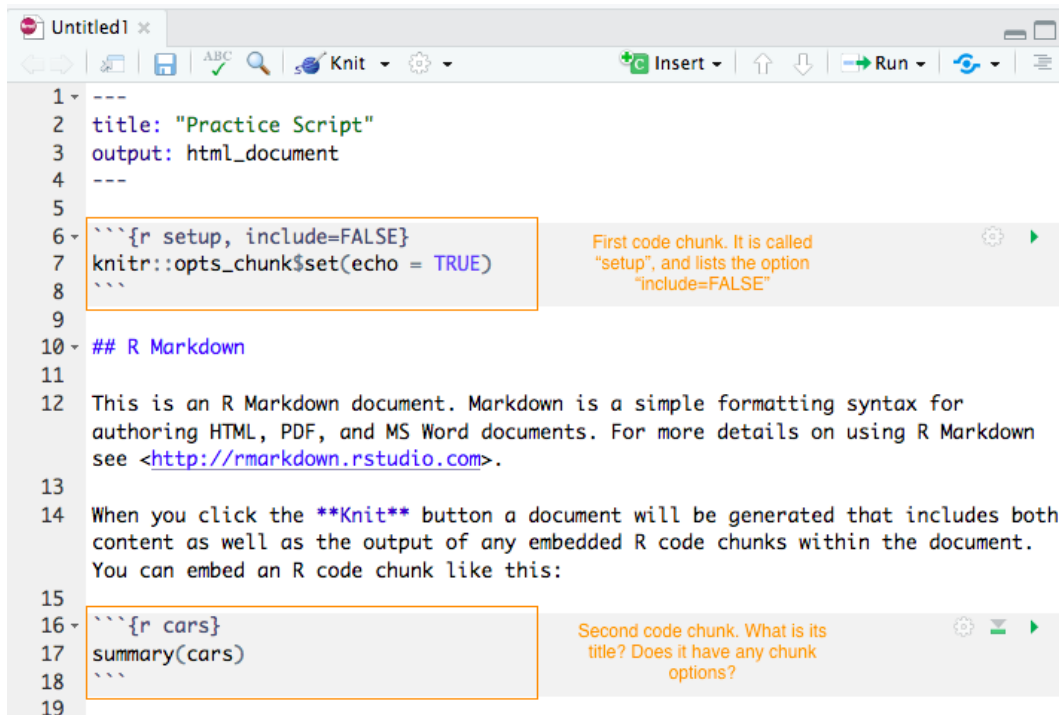 Untitled1 ×
ABC Knit Insert Run
1 ---
2 title: "Practice Script"
3 output: html_document
4 ---
5
6 ```{r setup, include=FALSE}
7 knitr::opts_chunk$set(echo = TRUE)
8 ```
First code chunk. It is called
“setup”, and lists the option
“include=FALSE”
9
10 ## R Markdown
11
12 This is an R Markdown document. Markdown is a simple formatting syntax for
authoring HTML, PDF, and MS Word documents. For more details on using R Markdown
see <http://rmarkdown.rstudio.com>.
13
14 When you click the **Knit** button a document will be generated that includes both
content as well as the output of any embedded R code chunks within the document.
You can embed an R code chunk like this:
15
16 ```{r cars}
17 summary(cars)
18 ```
Second code chunk. What is its
title? Does it have any chunk
options?
19